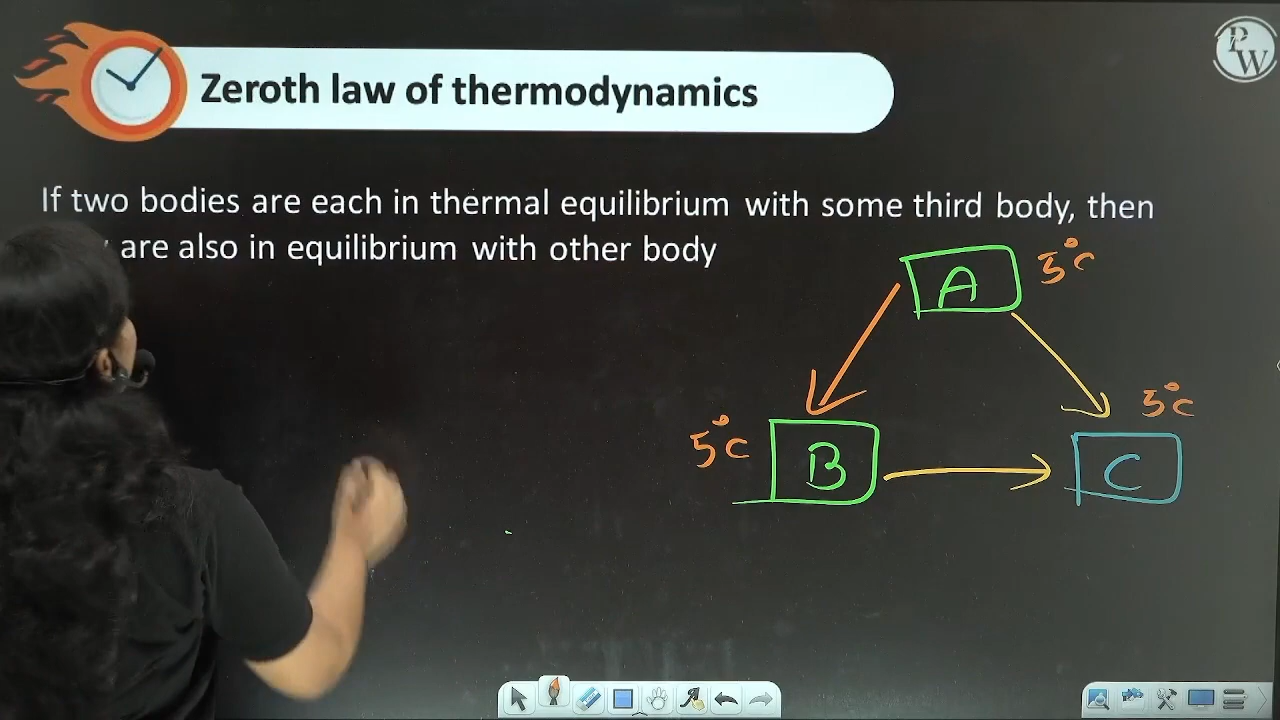 Zeroth law of thermodynamics
PW
If two bodies are each in thermal equilibrium with some third body, then
are also in equilibrium with other body
A 5°C
5°C B
5°C
C